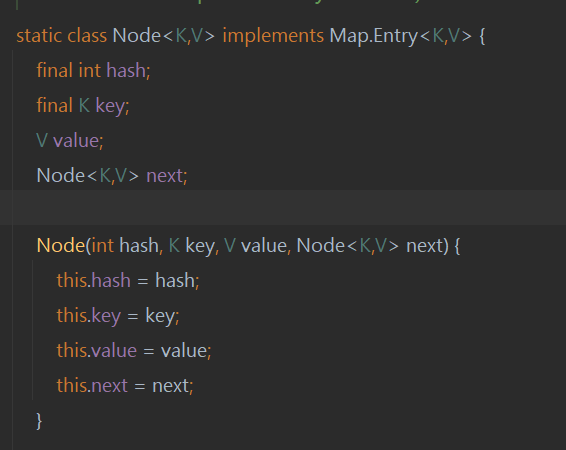 static class Node<K,V> implements Map.Entry<K,V> {
final int hash;
final K key;
V value;
Node<K,V> next;
Node(int hash, K key, V value, Node<K,V> next) {
this.hash = hash;
this.key = key;
this.value = value;
this.next = next;
}